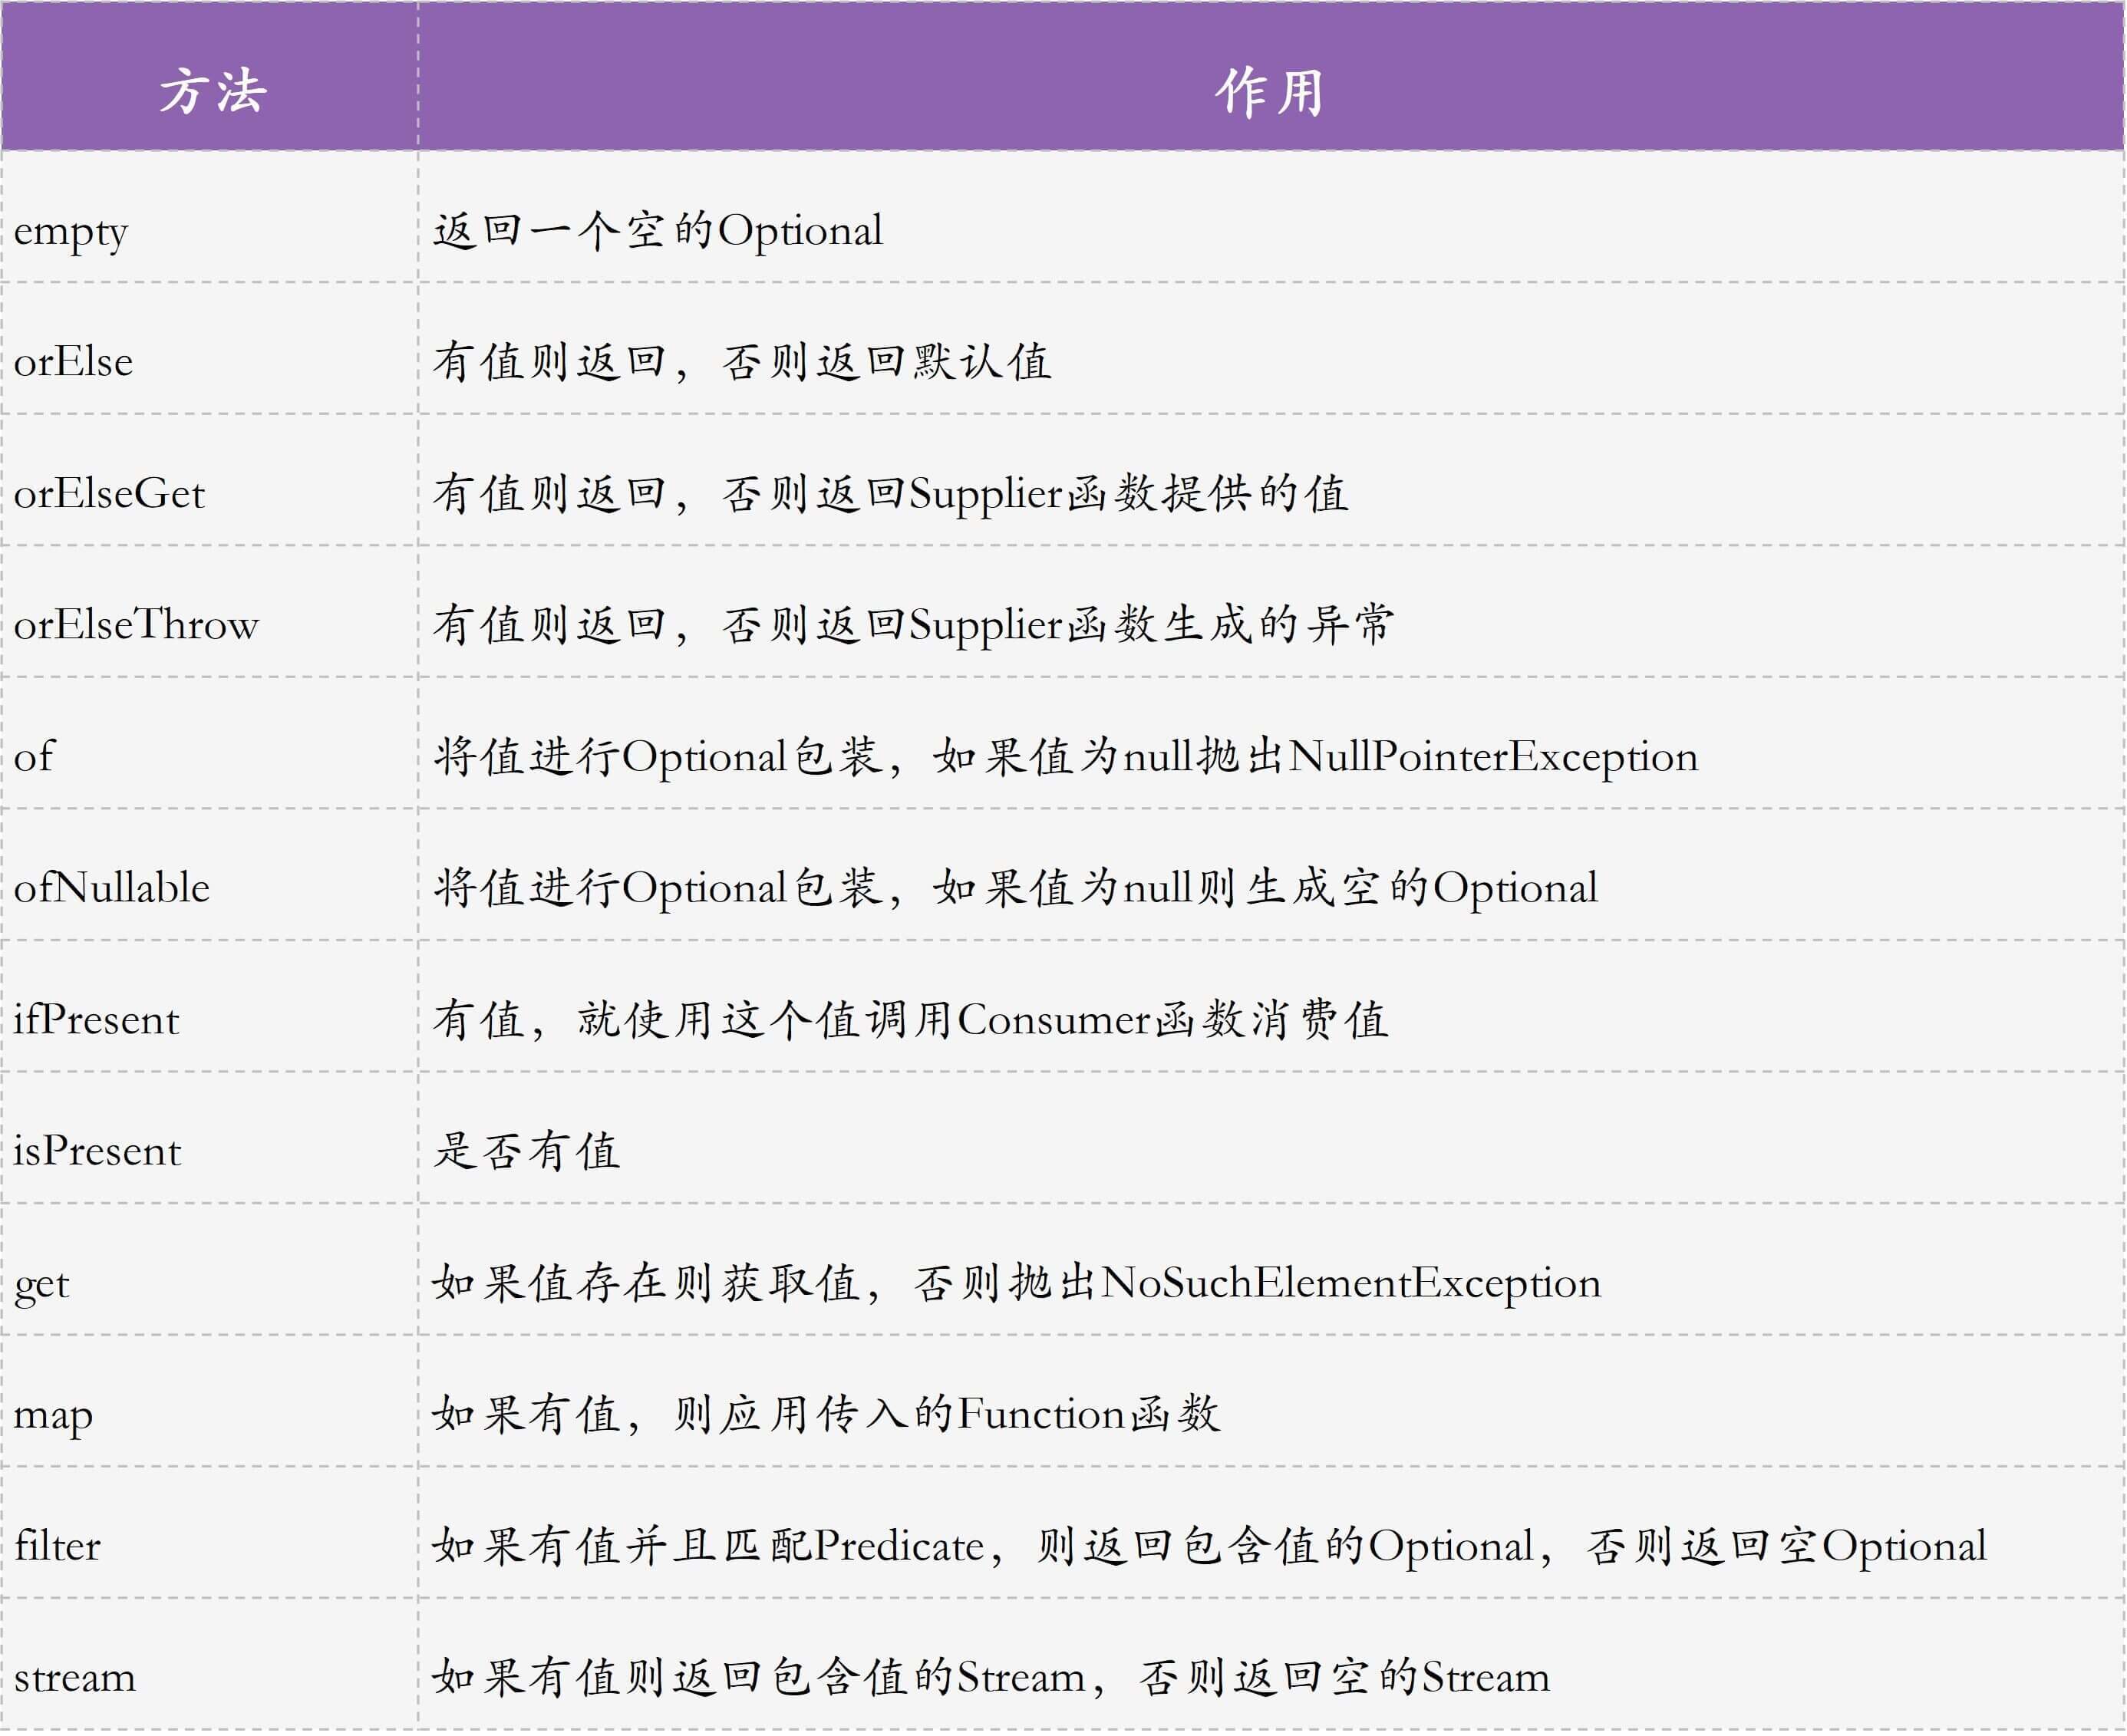 方法
作用
empty
返回一个空的Optional
orElse
有值则返回，否则返回默认值
orElseGet
有值则返回，否则返回Supplier函数提供的值
orElseThrow
有值则返回，否则返回Supplier函数生成的异常
of
将值进行Optional包装，如果值为null抛出NullPointerException
ofNullable
将值进行Optional包装，如果值为null则生成空的Optional
ifPresent
有值，就使用这个值调用Consumer函数消费值
isPresent
是否有值
get
如果值存在则获取值，否则抛出NoSuchElementException
map
如果有值，则应用传入的Function函数
filter
如果有值并且匹配Predicate，则返回包含值的Optional，否则返回空Optional
stream
如果有值则返回包含值的Stream，否则返回空的Stream